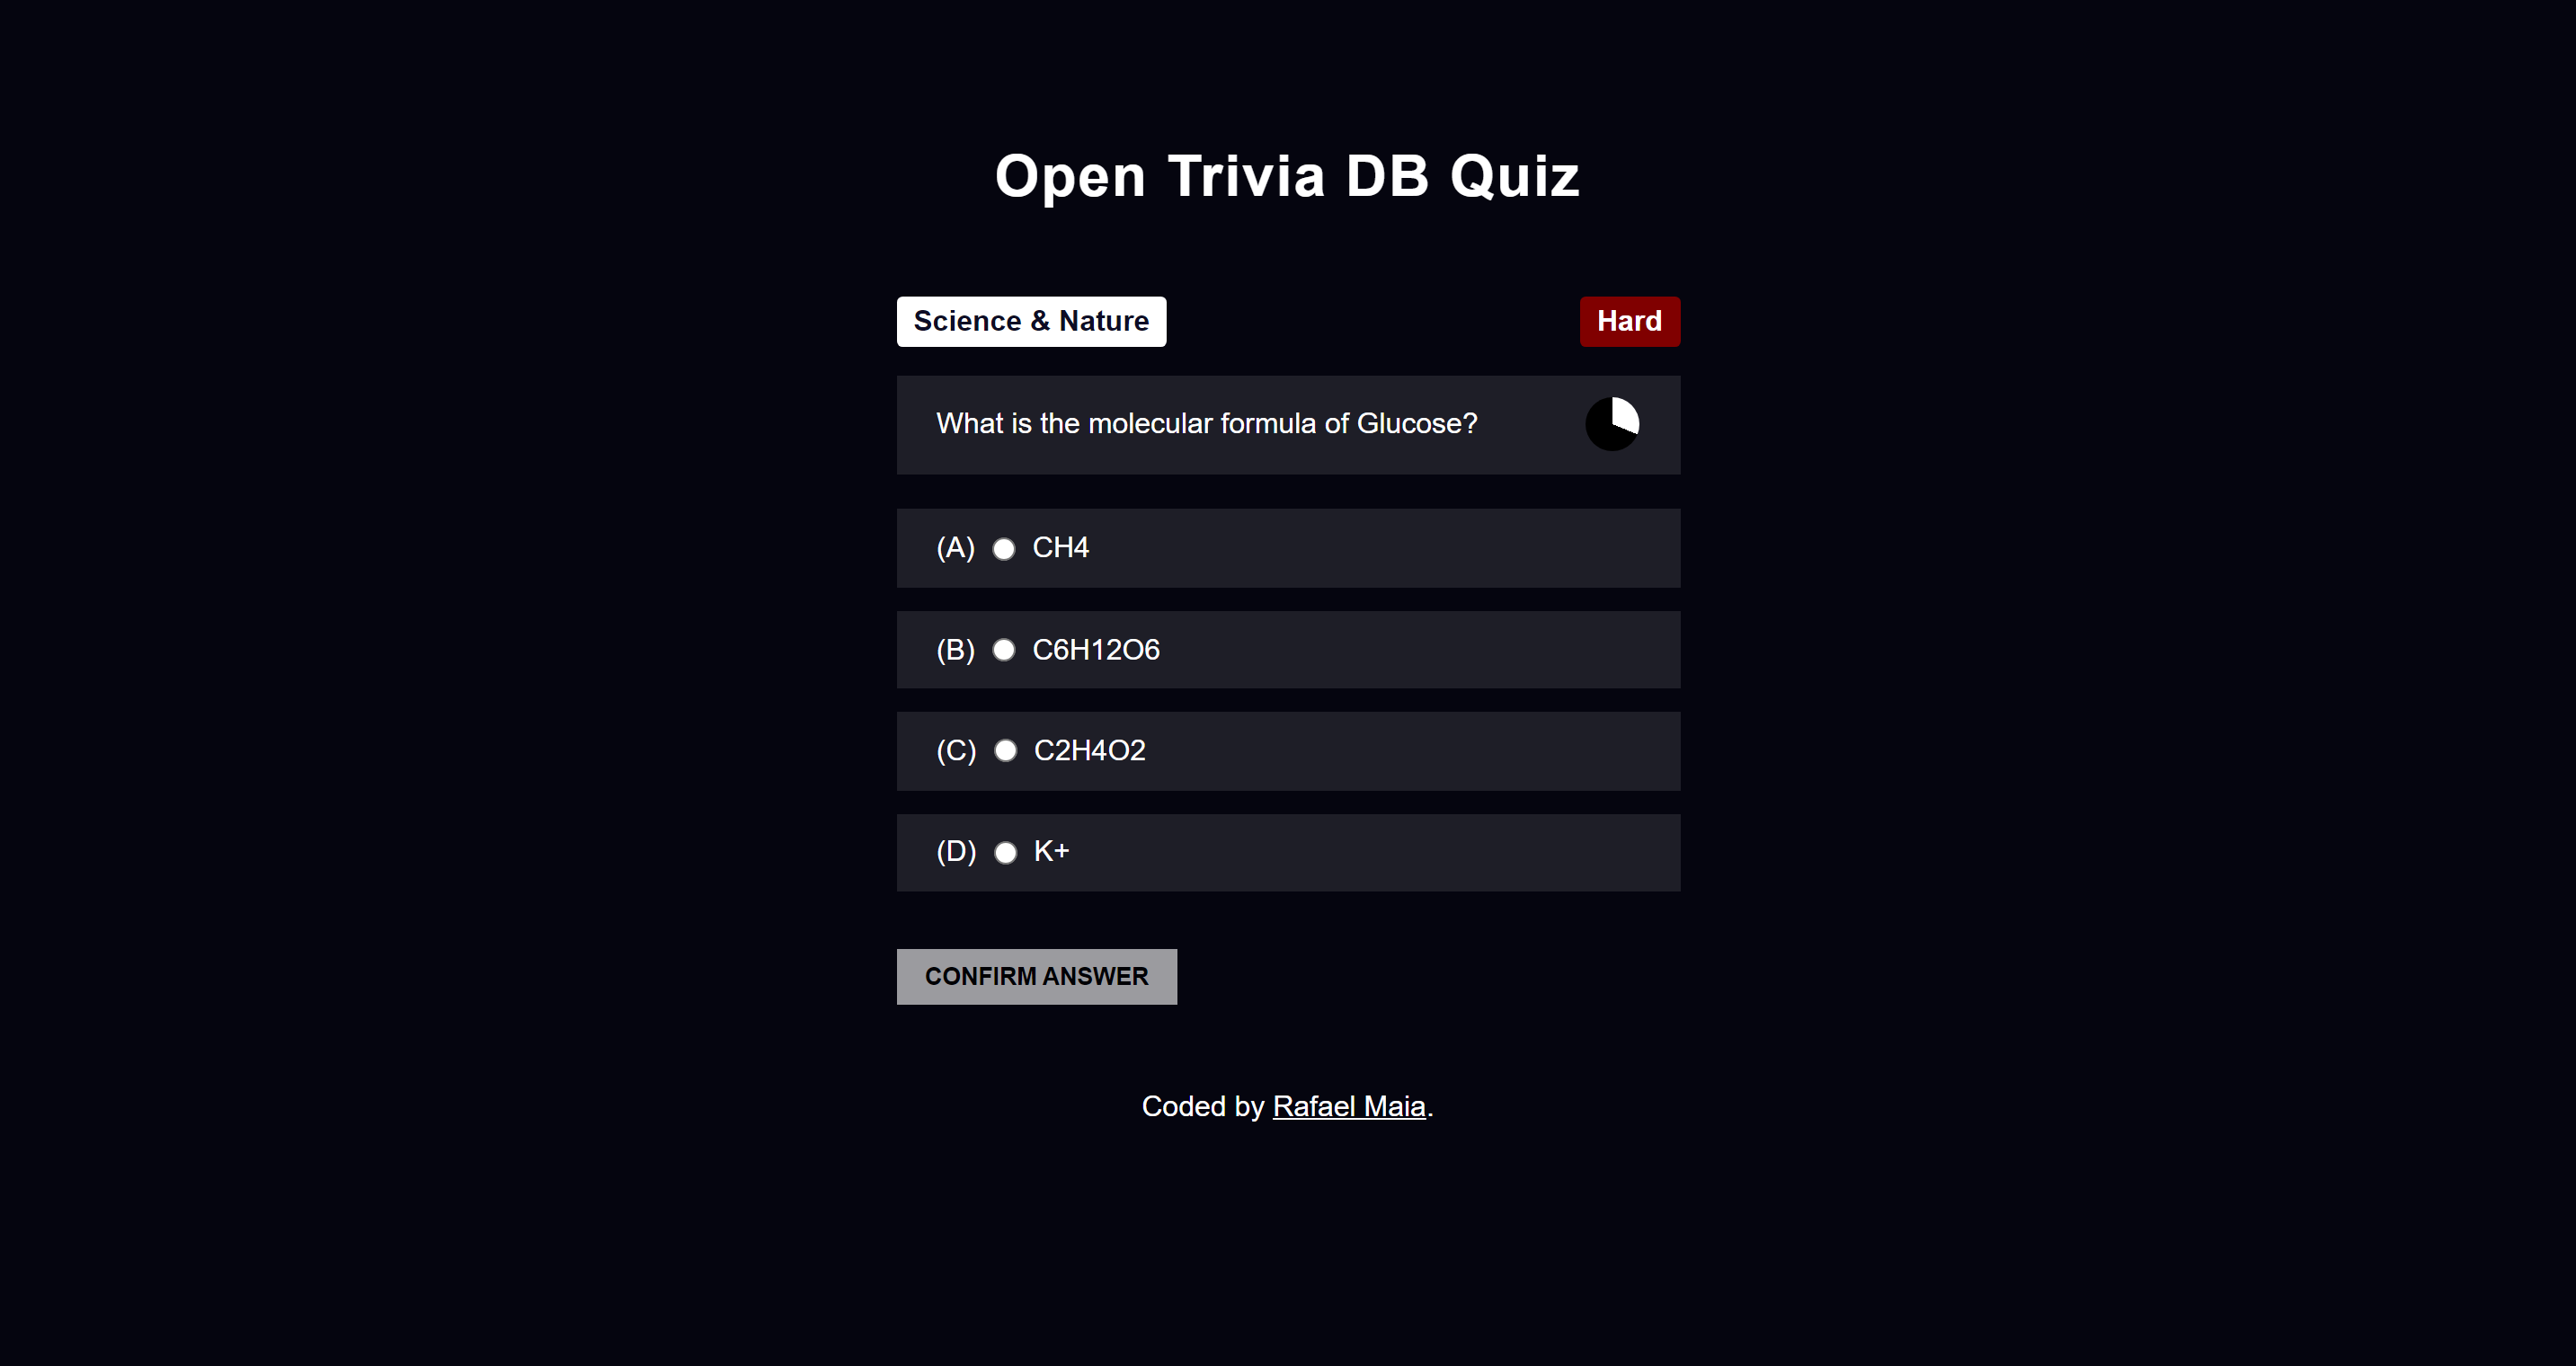 Open Trivia DB Quiz
Science & Nature
Hard
What is the molecular formula of Glucose?
(A) CH4
(B) C6H12O6
(C) C2H4O2
(D) K+
CONFIRM ANSWER
Coded by Rafael Maia.